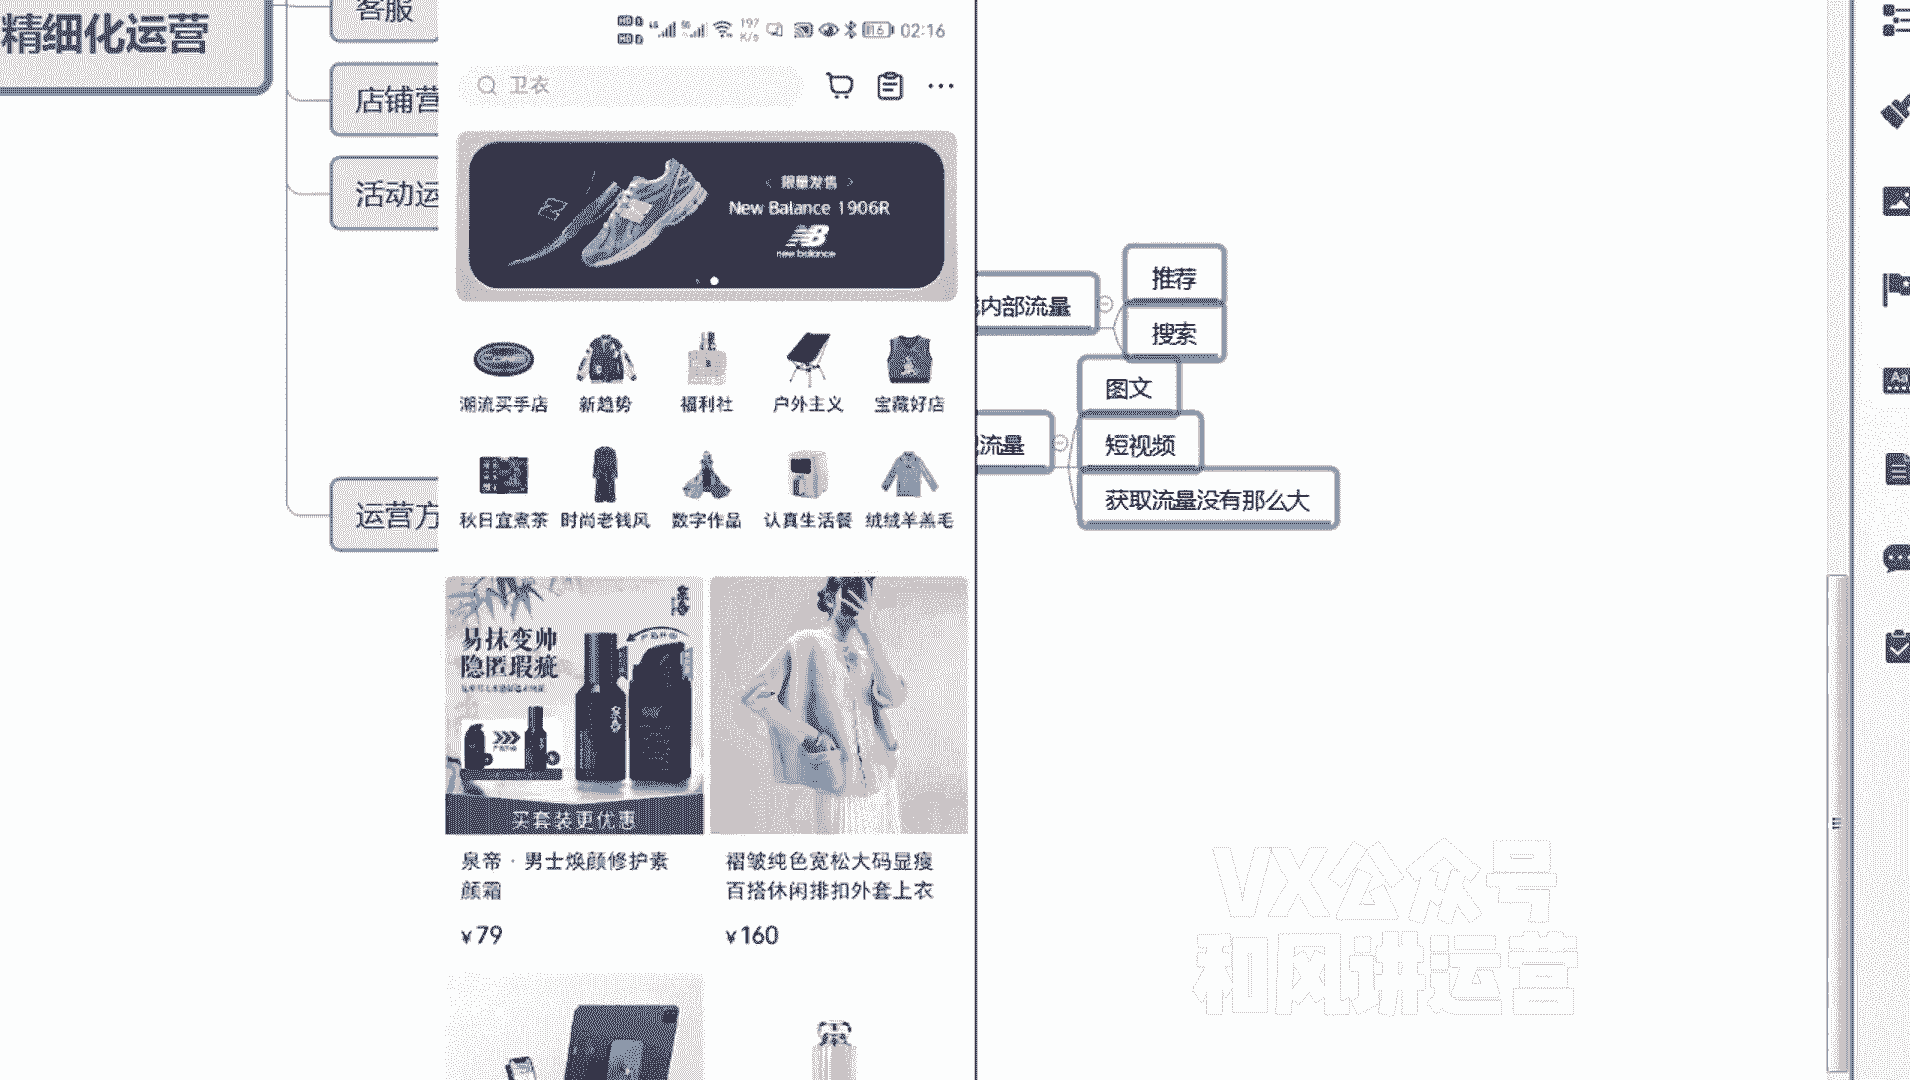 精细化运营
客服
店铺营
活动运
运营方
197
K/s
16
02:16
卫衣
限量发售
New Balance 1906R
new balance
潮流买手店
新趋势
福利社
户外主义
宝藏好店
秋日宜煮茶
时尚老钱风
数字作品
认真生活餐
绒绒羊羔毛
易抹变帅
隐匿瑕疵
买套装更优惠
泉帝·男士焕颜修护素
颜霜
¥79
褶皱纯色宽松大码显瘦
百搭休闲排扣外套上衣
¥160
内部流量
推荐
搜索
流量
图文
短视频
获取流量没有那么大
VX公众号
和风讲运营